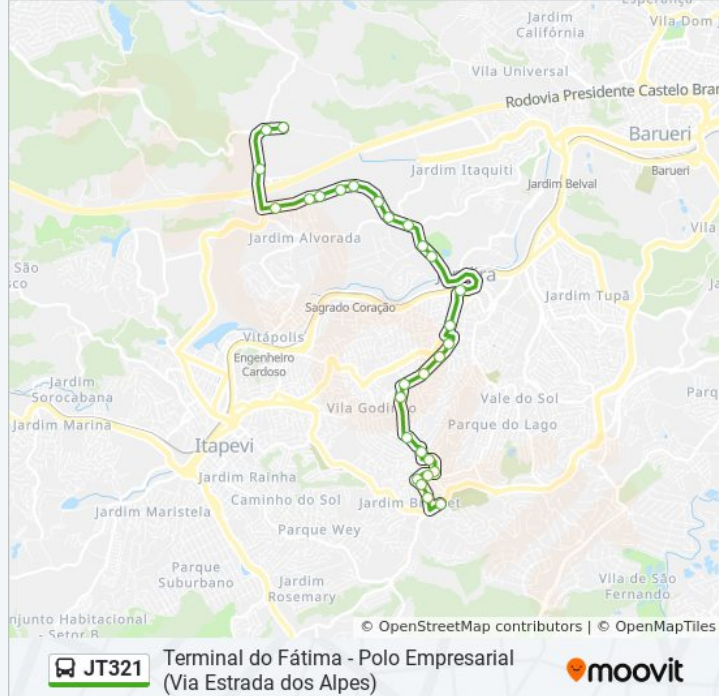 Jardim
Califórnia
Vila Dom J
Vila Universal
Rodovia Presidente Castelo Bran
Barueri
Jardim Itaquiti
Barueri
Jardim Belval
Vila
Jardim Alvorada
São
sco
ira
Ja
Sagrado Coração
Jardim Tupã
Vitápolis
Engenheiro
Cardoso
Jardim
Sorocabana
Vale do Sol
Parq
Vila Godi
Jardim Marina
Parque do Lago
Itapevi
Jardim Rainha
Caminho do Sol
Jardim B
et
Jardim Maristela
Parque Wey
Parque
Suburbano
Jardim
Rosemary
Vila de São
Fernando
njunto Habitacional
- Setor B
© OpenStreetMap contributors | © OpenMapTiles
JT321
Terminal do Fátima - Polo Empresarial
(Via Estrada dos Alpes)
moovit